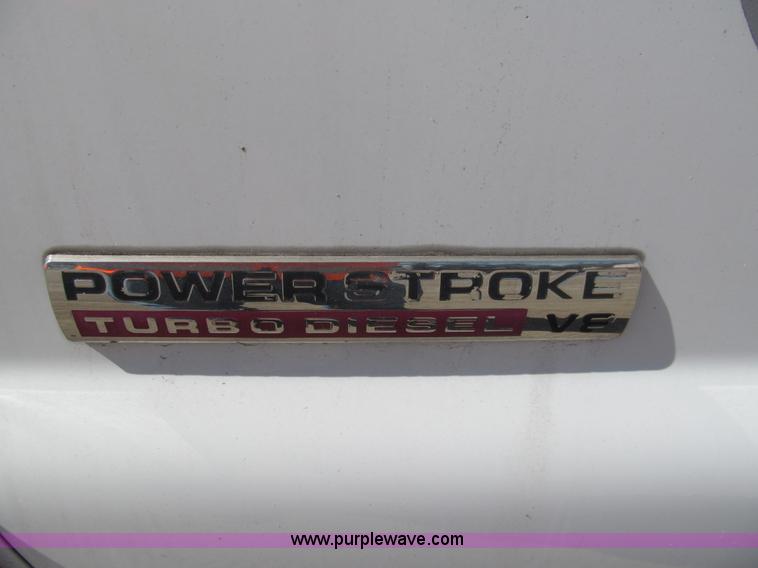 POWER STROKE
TURBO DIESEL V8
www.purplewave.com